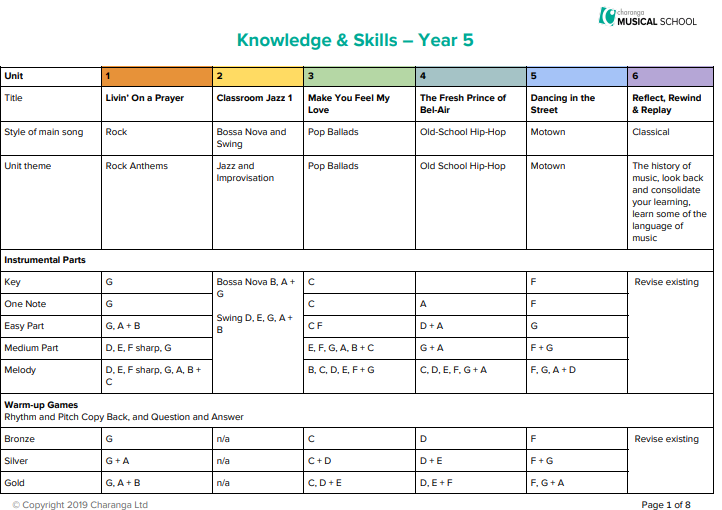 charanga
MUSICAL SCHOOL
Knowledge & Skills – Year 5
Unit 1 2 3 4 5 6
Title Livin' On a Prayer Classroom Jazz 1 Make You Feel My The Fresh Prince of Dancing in the Reflect, Rewind
Love Bel-Air Street & Replay
Style of main song Rock Bossa Nova and Pop Ballads Old-School Hip-Hop Motown Classical
Swing
Unit theme Rock Anthems Jazz and Pop Ballads Old School Hip-Hop Motown The history of
Improvisation music, look back
and consolidate
your learning,
learn some of the
language of
music
Instrumental Parts
Key G Bossa Nova B, A + C F Revise existing
G
One Note G C A F
Swing D, E, G, A +
Easy Part G, A + B B C F D + A G
Medium Part D, E, F sharp, G E, F, G, A, B + C G + A F + G
Melody D, E, F sharp, G, A, B + B, C, D, E, F + G C, D, E, F, G + A F, G, A + D
C
Warm-up Games
Rhythm and Pitch Copy Back, and Question and Answer
Bronze G n/a C D F Revise existing
Silver G + A n/a C + D D + E F + G
Gold G, A + B n/a C, D + E D, E + F F, G + A
© Copyright 2019 Charanga Ltd Page 1 of 8